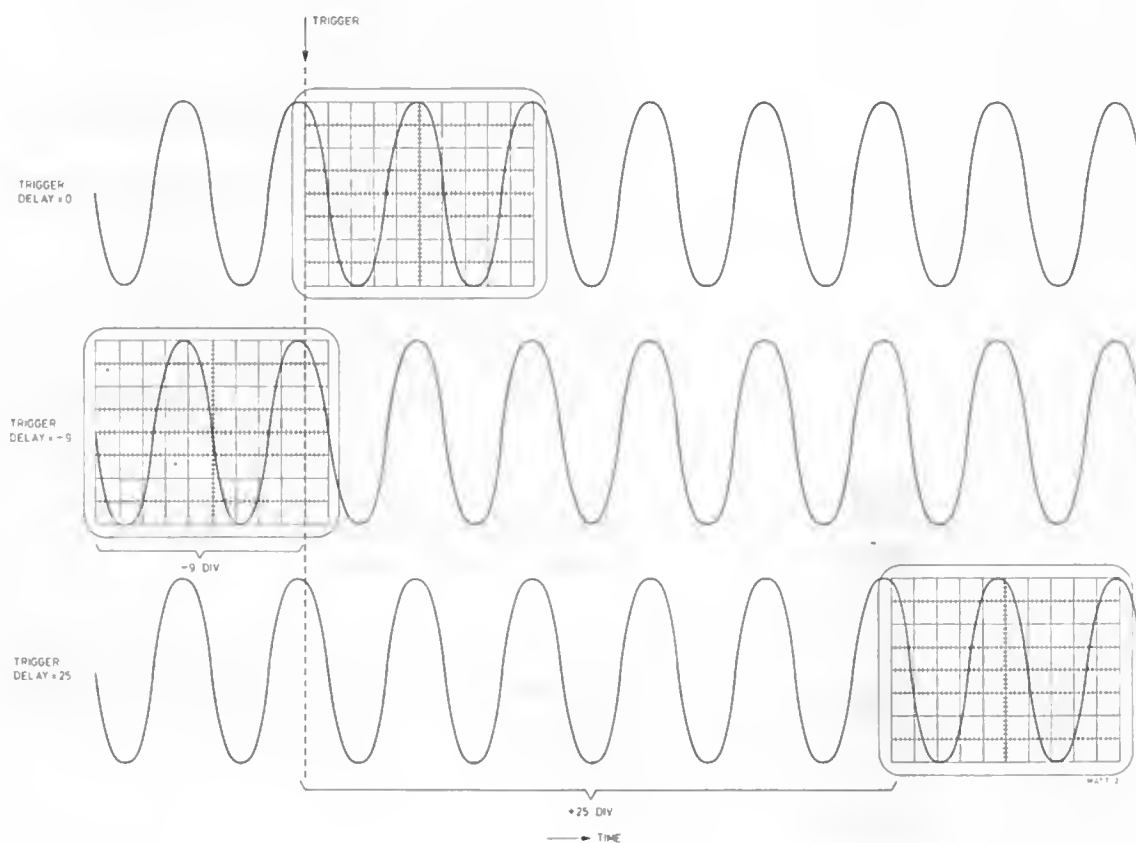 TRIGGER
TRIGGER
DELAY = 0
TRIGGER
DELAY = -9
-9 DIV
TRIGGER
DELAY = 25
+25 DIV
TIME